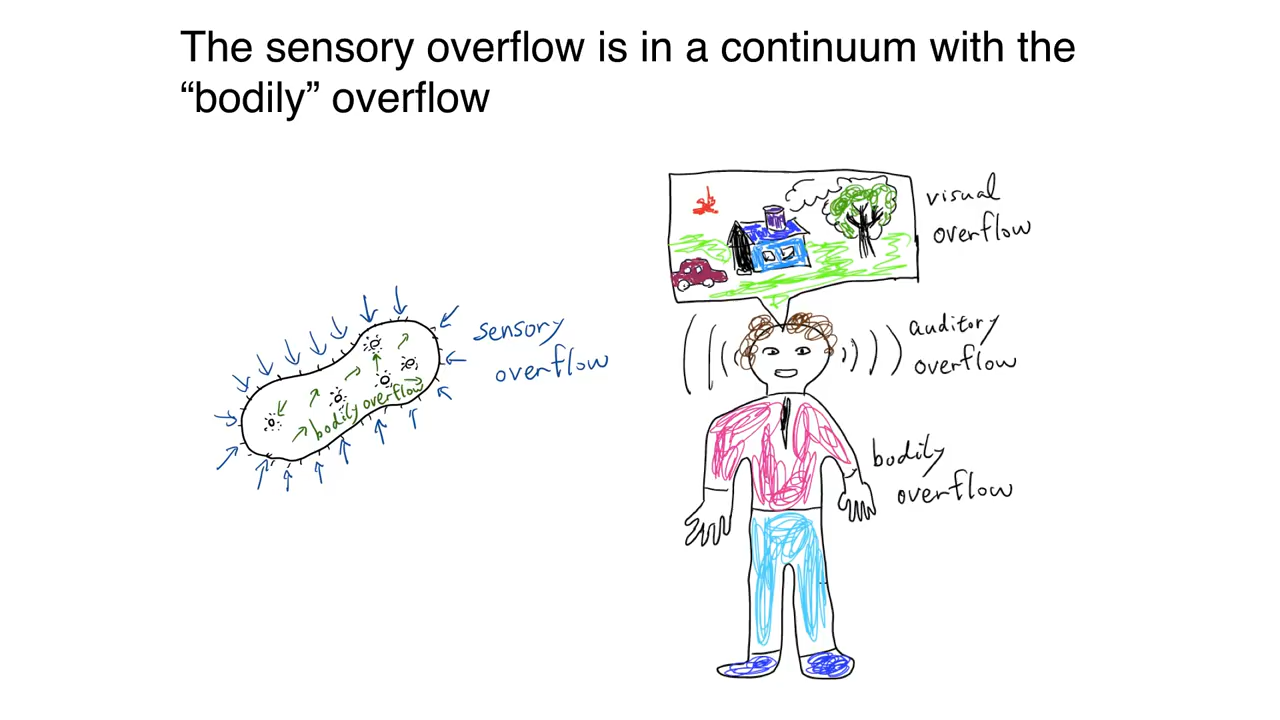 The sensory overflow is in a continuum with the
“bodily” overflow
sensory
overflow
bodily overflow
visual
overflow
auditory
overflow
bodily
overflow